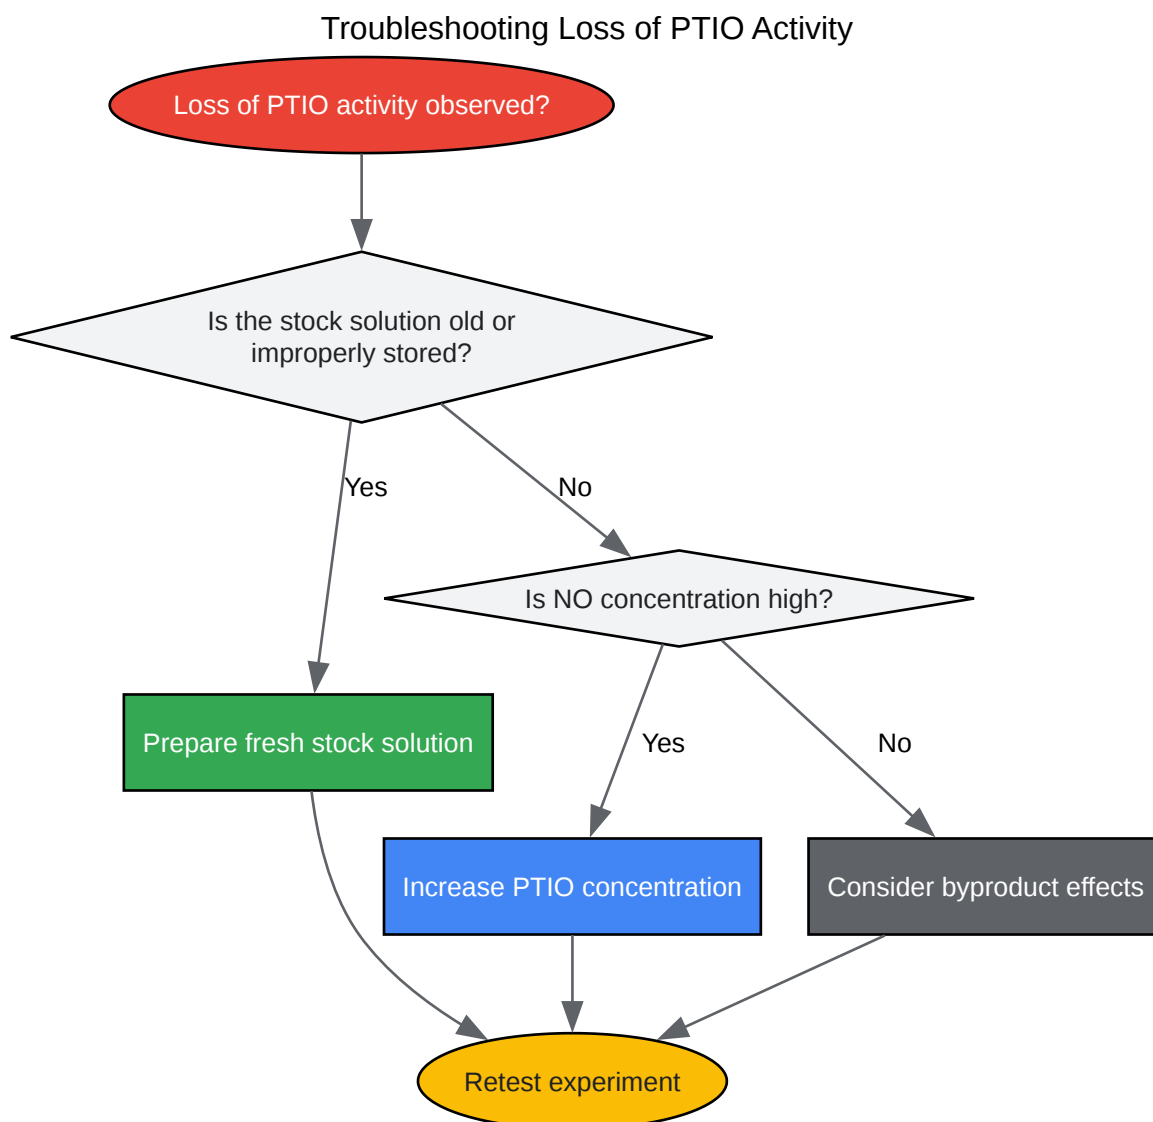 Troubleshooting Loss of PTIO Activity
Loss of PTIO activity observed?
Is the stock solution old or
improperly stored?
Yes
No
Is NO concentration high?
Prepare fresh stock solution
Yes
No
Increase PTIO concentration
Consider byproduct effects
Retest experiment